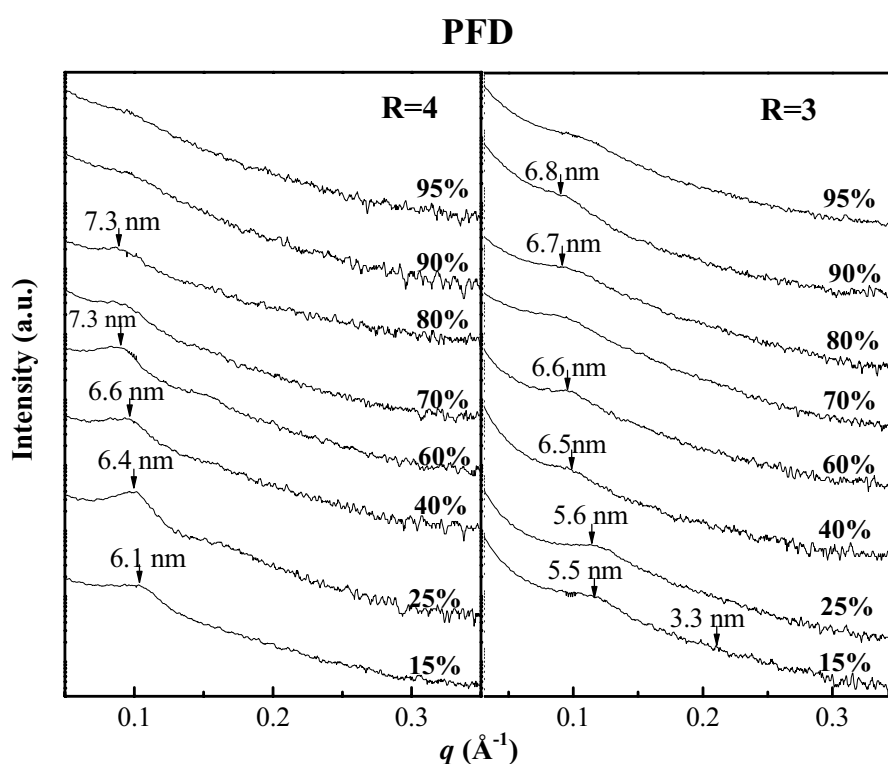 PFD
R=4
R=3
95%
90%
7.3 nm
80%
7.3 nm
70%
6.6 nm
60%
6.4 nm
40%
6.1 nm
25%
15%
6.8 nm
95%
6.7 nm
90%
80%
6.6 nm
70%
6.5nm
60%
5.6 nm
40%
5.5 nm
25%
3.3 nm
15%
Intensity (a.u.)
0.1 0.2 0.3
0.1 0.2 0.3
q (Å⁻¹)